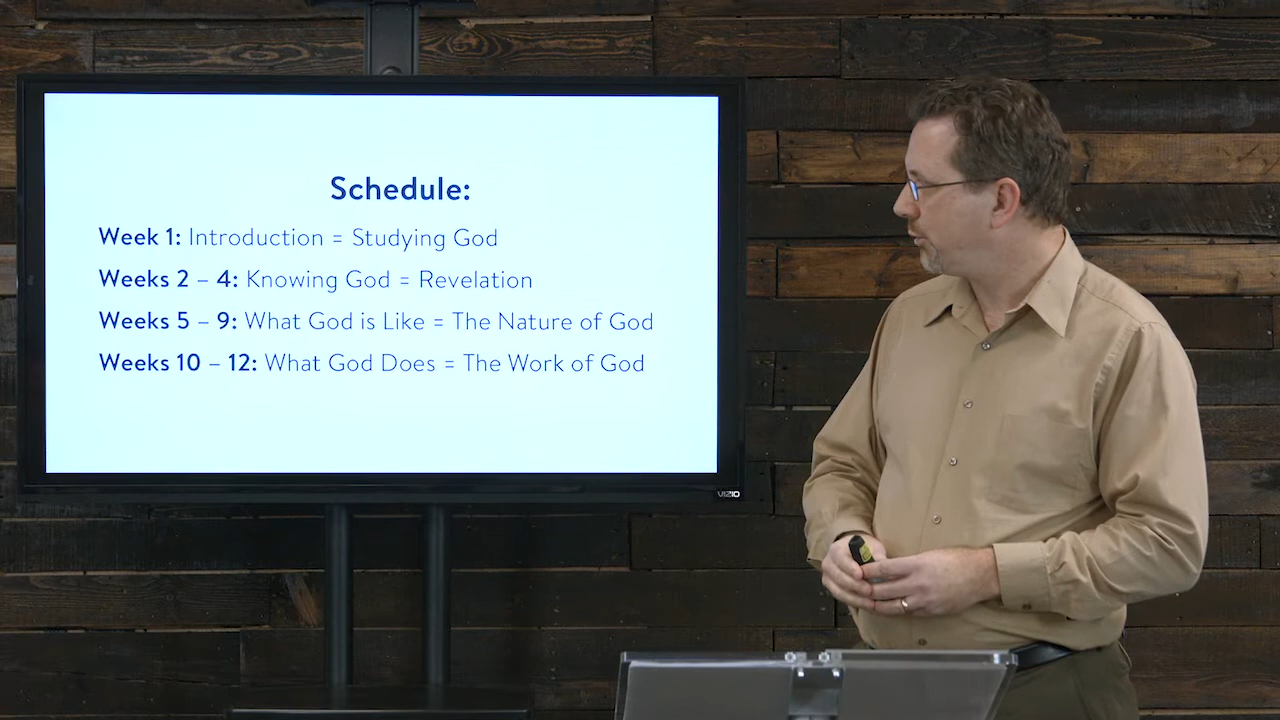 Schedule:
Week 1: Introduction = Studying God
Weeks 2 – 4: Knowing God = Revelation
Weeks 5 – 9: What God is Like = The Nature of God
Weeks 10 – 12: What God Does = The Work of God
VIZIO